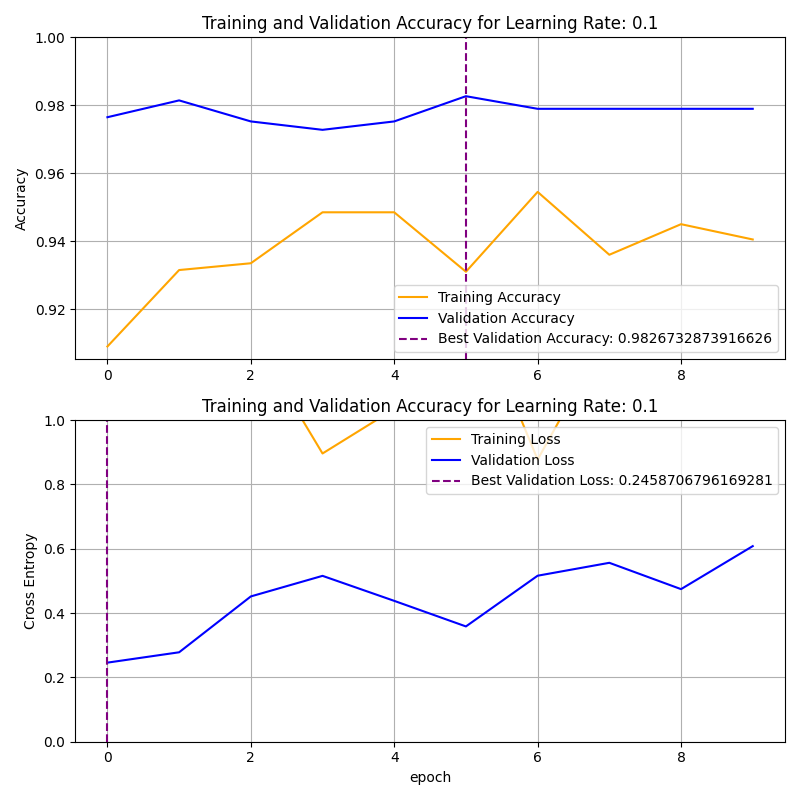 Training and Validation Accuracy for Learning Rate: 0.1
1.00
0.98
0.96
0.94
0.92
Accuracy
Training Accuracy
Validation Accuracy
Best Validation Accuracy: 0.9826732873916626
0 2 4 6 8
Training and Validation Accuracy for Learning Rate: 0.1
1.0
0.8
0.6
0.4
0.2
0.0
Cross Entropy
Training Loss
Validation Loss
Best Validation Loss: 0.2458706796169281
0 2 4 6 8
epoch